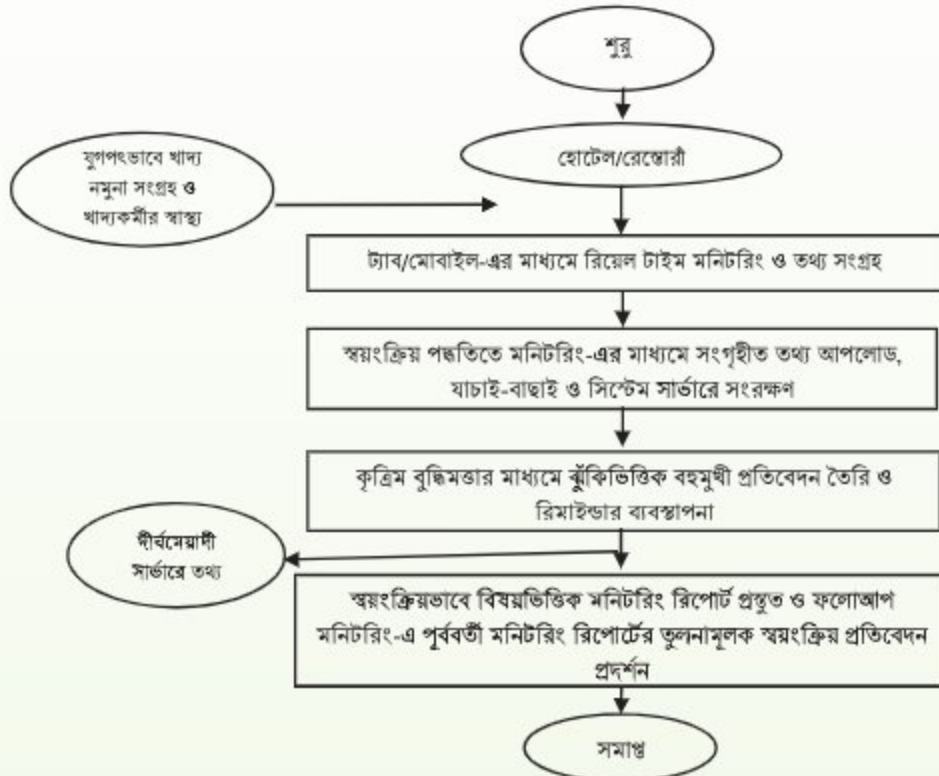 শুরু
হোটেল/রেস্তোরাঁ
যুগপৎভাবে খাদ্য
নমুনা সংগ্রহ ও
খাদ্যকর্মীর স্বাস্থ্য
ট্যাব/মোবাইল-এর মাধ্যমে রিয়েল টাইম মনিটরিং ও তথ্য সংগ্রহ
স্বয়ংক্রিয় পদ্ধতিতে মনিটরিং-এর মাধ্যমে সংগৃহীত তথ্য আপলোড,
যাচাই-বাছাই ও সিস্টেম সার্ভারে সংরক্ষণ
কৃত্রিম বুদ্ধিমত্তার মাধ্যমে ঝুঁকিভিত্তিক বহুমুখী প্রতিবেদন তৈরি ও
রিমাইন্ডার ব্যবস্থাপনা
দীর্ঘমেয়াদী
সার্ভারে তথ্য
স্বয়ংক্রিয়ভাবে বিষয়ভিত্তিক মনিটরিং রিপোর্ট প্রস্তুত ও ফলোআপ
মনিটরিং-এ পূর্ববর্তী মনিটরিং রিপোর্টের তুলনামূলক স্বয়ংক্রিয় প্রতিবেদন
প্রদর্শন
সমাপ্ত